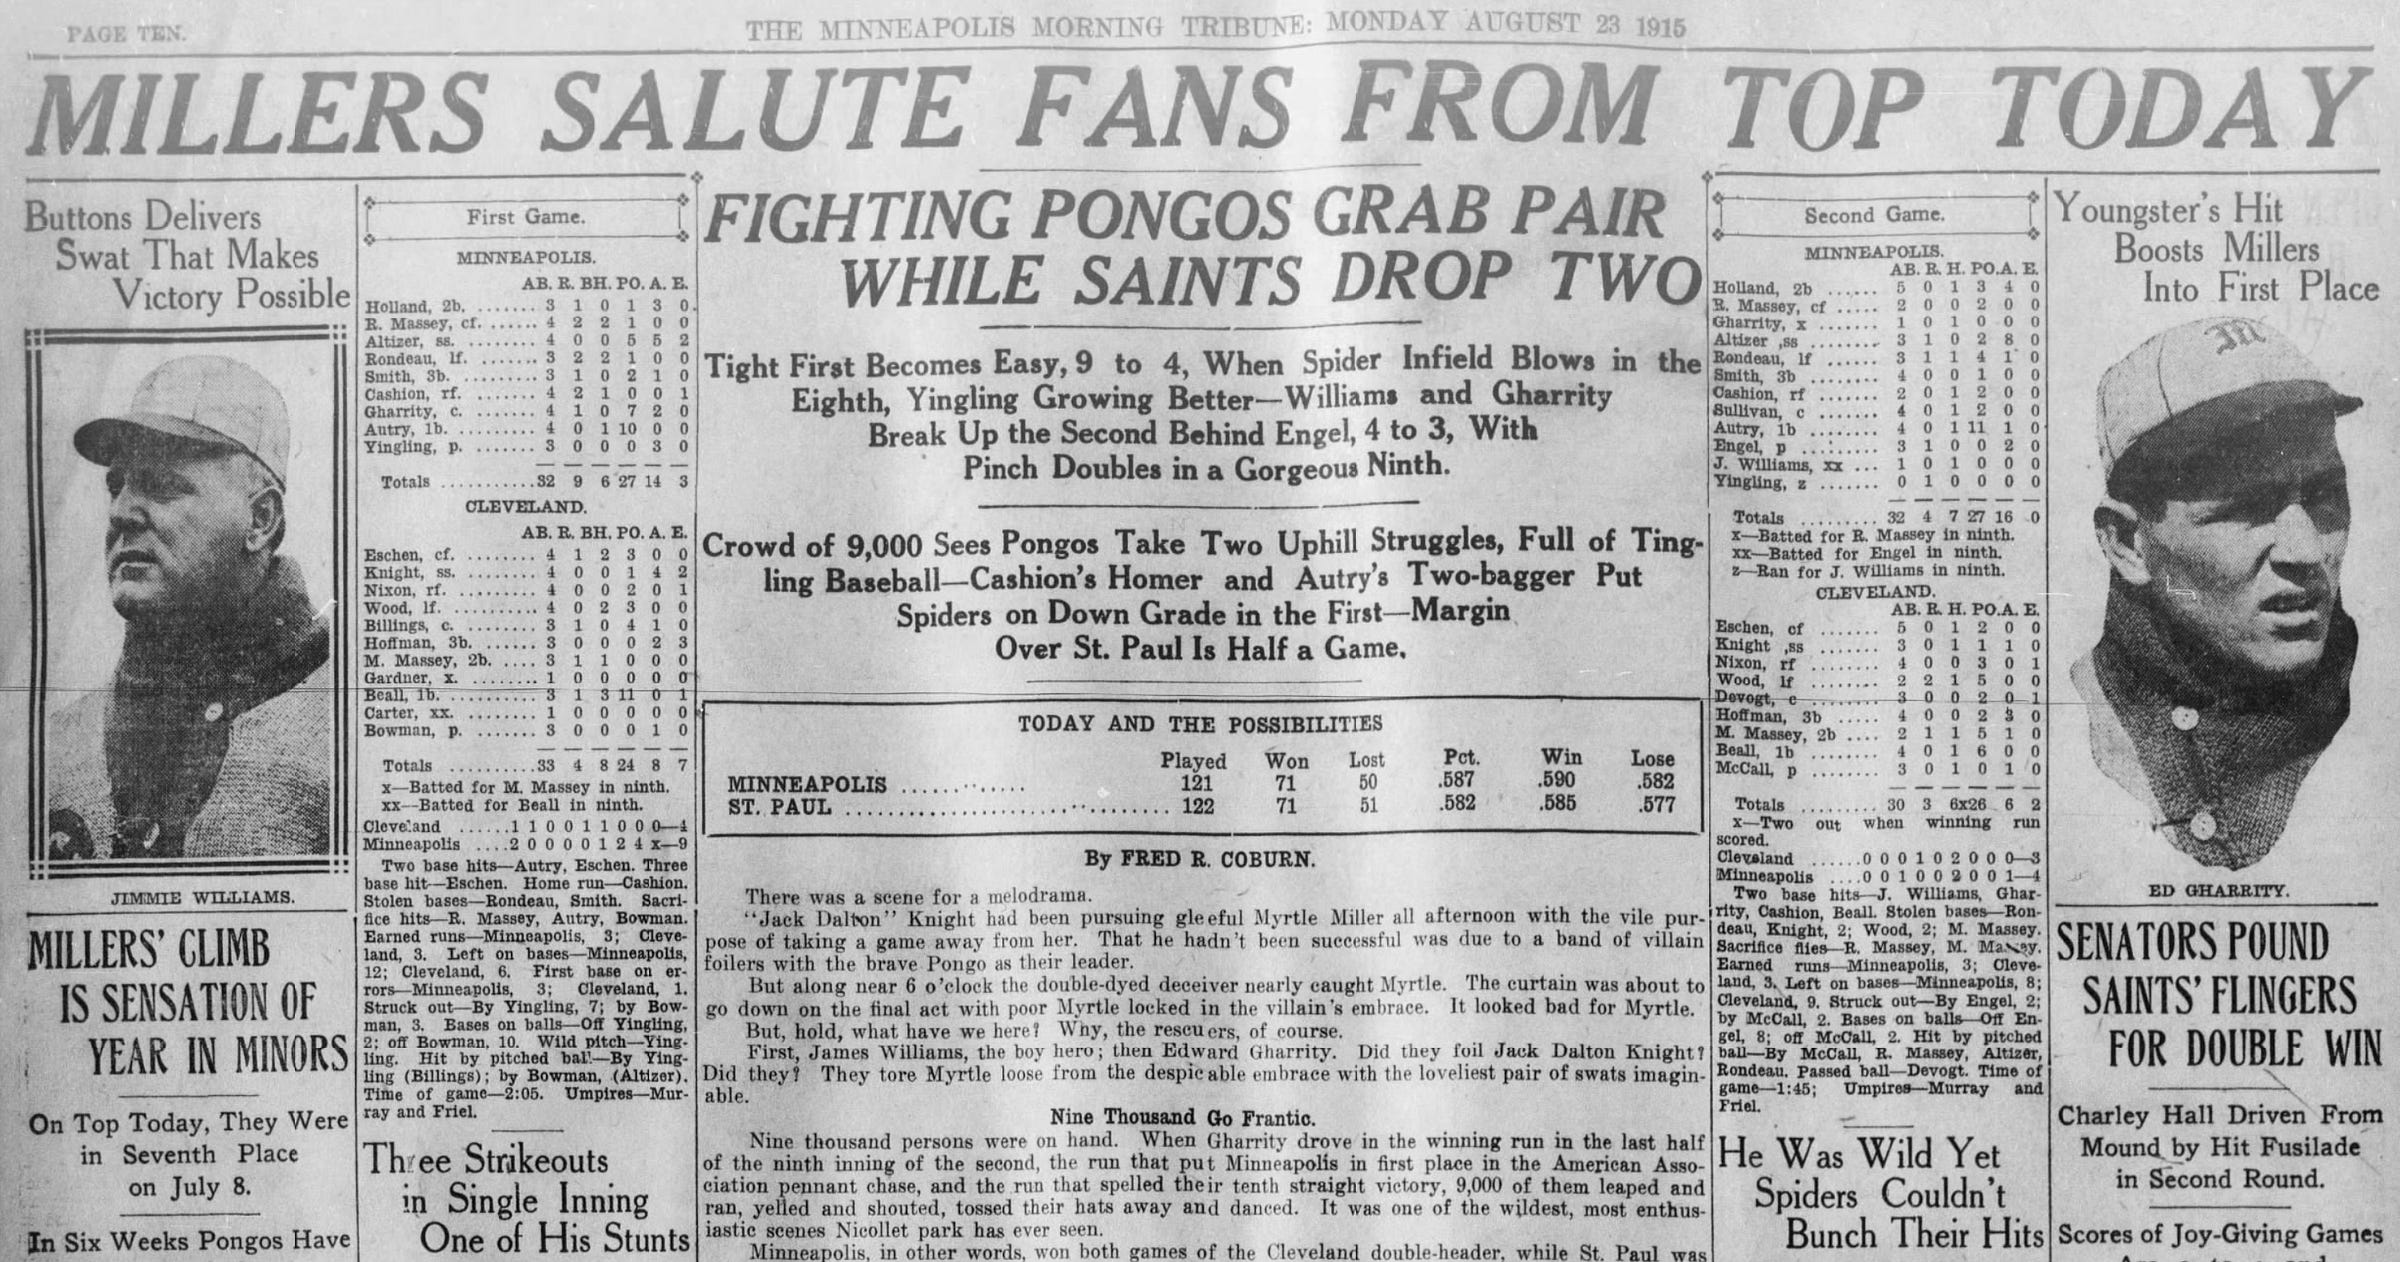 PAGE TEN.
THE MINNEAPOLIS MORNING TRIBUNE: MONDAY AUGUST 23 1915
MILLERS SALUTE FANS FROM TOP TODAY
Buttons Delivers
Swat That Makes
Victory Possible
JIMMIE WILLIAMS.
MILLERS' CLIMB
IS SENSATION OF
YEAR IN MINORS
On Top Today, They Were
in Seventh Place
on July 8.
In Six Weeks Pongos Have
First Game.
MINNEAPOLIS.
AB. R. BH. PO. A. E.
Holland, 2b. ........ 3 1 0 1 3 0
R. Massey, cf. ....... 4 2 2 1 0 0
Altizer, ss. ......... 4 0 0 5 5 2
Rondeau, lf. ....... 3 2 2 1 0 0
Smith, 3b. ......... 3 1 0 2 1 0
Cashion, rf. ........ 4 2 1 0 0 1
Gharrity, c. ....... 4 1 0 7 2 0
Autry, 1b. ......... 4 0 1 10 0 0
Yingling, p. ....... 3 0 0 0 3 0
Totals ...........32 9 6 27 14 3
CLEVELAND.
AB. R. BH. PO. A. E.
Eschen, cf. ........ 4 1 2 3 0 0
Knight, ss. ........ 4 0 0 1 4 2
Nixon, rf. ......... 4 0 0 2 0 1
Wood, lf. .......... 4 0 2 3 0 0
Billings, c. ........ 3 1 0 4 1 0
Hoffman, 3b. ....... 3 0 0 0 2 3
M. Massey, 2b. .... 3 1 1 0 0 0
Gardner, x. ....... 1 0 0 0 0 0
Beall, 1b. .......... 3 1 3 11 0 1
Carter, xx. ........ 1 0 0 0 0 0
Bowman, p. ....... 3 0 0 0 1 0
Totals ..........33 4 8 24 8 7
x—Batted for M. Massey in ninth.
xx—Batted for Beall in ninth.
Cleveland ......1 1 0 0 1 1 0 0 0—4
Minneapolis ....2 0 0 0 0 1 2 4 x—9
Two base hits—Autry, Eschen. Three
base hit—Eschen. Home run—Cashion.
Stolen bases—Rondeau, Smith. Sacri-
fice hits—R. Massey, Autry, Bowman.
Earned runs—Minneapolis, 3; Cleve-
land, 3. Left on bases—Minneapolis,
12; Cleveland, 6. First base on er-
rors—Minneapolis, 3; Cleveland, 1.
Struck out—By Yingling, 7; by Bow-
man, 3. Bases on balls—Off Yingling,
2; off Bowman, 10. Wild pitch—Ying-
ling. Hit by pitched ball—By Ying-
ling (Billings); by Bowman, (Altizer).
Time of game—2:05. Umpires—Mur-
ray and Friel.
Three Strikeouts
in Single Inning
One of His Stunts
FIGHTING PONGOS GRAB PAIR
WHILE SAINTS DROP TWO
Tight First Becomes Easy, 9 to 4, When Spider Infield Blows in the
Eighth, Yingling Growing Better—Williams and Gharrity
Break Up the Second Behind Engel, 4 to 3, With
Pinch Doubles in a Gorgeous Ninth.
Crowd of 9,000 Sees Pongos Take Two Uphill Struggles, Full of Ting-
ling Baseball—Cashion's Homer and Autry's Two-bagger Put
Spiders on Down Grade in the First—Margin
Over St. Paul Is Half a Game.
TODAY AND THE POSSIBILITIES
Played Won Lost Pct. Win Lose
MINNEAPOLIS ............ 121 71 50 .587 .590 .582
ST. PAUL ............................... 122 71 51 .582 .585 .577
By FRED R. COBURN.
There was a scene for a melodrama.
"Jack Dalton" Knight had been pursuing gleeful Myrtle Miller all afternoon with the vile pur-
pose of taking a game away from her. That he hadn't been successful was due to a band of villain
foilers with the brave Pongo as their leader.
But along near 6 o'clock the double-dyed deceiver nearly caught Myrtle. The curtain was about to
go down on the final act with poor Myrtle locked in the villain's embrace. It looked bad for Myrtle.
But, hold, what have we here? Why, the rescuers, of course.
First, James Williams, the boy hero; then Edward Gharrity. Did they foil Jack Dalton Knight?
Did they? They tore Myrtle loose from the despicable embrace with the loveliest pair of swats imagin-
able.
Nine Thousand Go Frantic.
Nine thousand persons were on hand. When Gharrity drove in the winning run in the last half
of the ninth inning of the second, the run that put Minneapolis in first place in the American Asso-
ciation pennant chase, and the run that spelled their tenth straight victory, 9,000 of them leaped and
ran, yelled and shouted, tossed their hats away and danced. It was one of the wildest, most enthus-
iastic scenes Nicollet park has ever seen.
Minneapolis, in other words, won both games of the Cleveland double-header, while St. Paul was
Second Game.
MINNEAPOLIS.
AB. R. H. PO. A. E.
Holland, 2b ...... 5 0 1 3 4 0
R. Massey, cf ..... 2 0 0 2 0 0
Gharrity, x ....... 1 0 1 0 0 0
Altizer ,ss ........ 3 1 0 2 8 0
Rondeau, lf ....... 3 1 1 4 1 0
Smith, 3b ........ 4 0 0 1 0 0
Cashion, rf ....... 2 0 1 2 0 0
Sullivan, c ....... 4 0 1 2 0 0
Autry, 1b ........ 4 0 1 11 1 0
Engel, p ......... 3 1 0 0 2 0
J. Williams, xx ... 1 0 1 0 0 0
Yingling, z ....... 0 1 0 0 0 0
Totals ......... 32 4 7 27 16 0
x—Batted for R. Massey in ninth.
xx—Batted for Engel in ninth.
z—Ran for J. Williams in ninth.
CLEVELAND.
AB. R. H. PO. A. E.
Eschen, cf ....... 5 0 1 2 0 0
Knight ,ss ........ 3 0 1 1 1 0
Nixon, rf ........ 4 0 0 3 0 1
Wood, lf ........ 2 2 1 5 0 0
Devogt, c ........ 3 0 0 2 0 1
Hoffman, 3b ..... 4 0 0 2 3 0
M. Massey, 2b .... 2 1 1 5 1 0
Beall, 1b ........ 4 0 1 6 0 0
McCall, p ........ 3 0 1 0 1 0
Totals ......... 30 3 6x26 6 2
x—Two out when winning run
scored.
Cleveland ......0 0 0 1 0 2 0 0 0—3
Minneapolis ....0 0 1 0 0 2 0 0 1—4
Two base hits—J. Williams, Ghar-
rity, Cashion, Beall. Stolen bases—Ron-
deau, Knight, 2; Wood, 2; M. Massey.
Sacrifice flies—R. Massey, M. Massey.
Earned runs—Minneapolis, 3; Cleve-
land, 3. Left on bases—Minneapolis, 8;
Cleveland, 9. Struck out—By Engel, 2;
by McCall, 2. Bases on balls—Off En-
gel, 8; off McCall, 2. Hit by pitched
ball—By McCall, R. Massey, Altizer,
Rondeau. Passed ball—Devogt. Time of
game—1:45; Umpires—Murray and
Friel.
He Was Wild Yet
Spiders Couldn't
Bunch Their Hits
Youngster's Hit
Boosts Millers
Into First Place
M
ED GHARRITY.
SENATORS POUND
SAINTS' FLINGERS
FOR DOUBLE WIN
Charley Hall Driven From
Mound by Hit Fusilade
in Second Round.
Scores of Joy-Giving Games